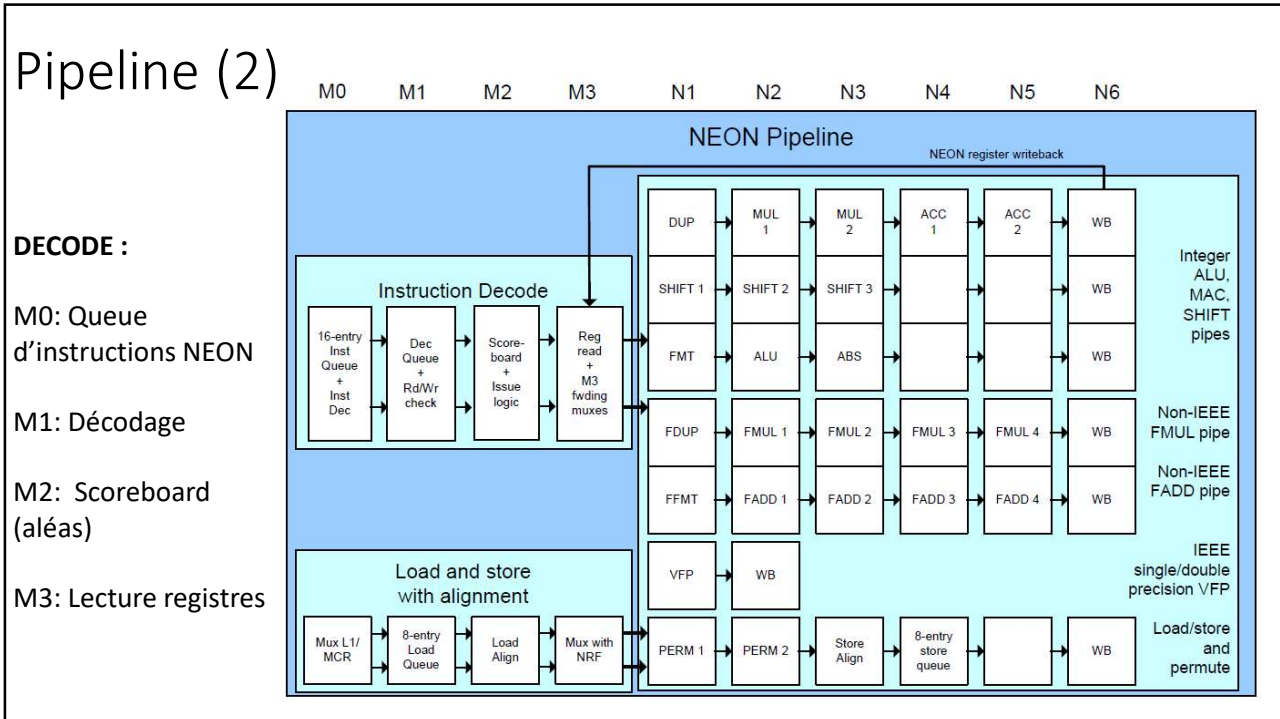 Pipeline (2)
M0 M1 M2 M3 N1 N2 N3 N4 N5 N6
NEON Pipeline
NEON register writeback
DECODE :
M0: Queue
d’instructions NEON
M1: Décodage
M2: Scoreboard
(aléas)
M3: Lecture registres
Instruction Decode
16-entry
Inst
Queue
+
Inst
Dec
Dec
Queue
+
Rd/Wr
check
Score-
board
+
Issue
logic
Reg
read
+
M3
fwding
muxes
DUP
MUL
1
MUL
2
ACC
1
ACC
2
WB
SHIFT 1
SHIFT 2
SHIFT 3
WB
FMT
ALU
ABS
WB
Integer
ALU,
MAC,
SHIFT
pipes
FDUP
FMUL 1
FMUL 2
FMUL 3
FMUL 4
WB
Non-IEEE
FMUL pipe
FFMT
FADD 1
FADD 2
FADD 3
FADD 4
WB
Non-IEEE
FADD pipe
VFP
WB
IEEE
single/double
precision VFP
Load and store
with alignment
Mux L1/
MCR
8-entry
Load
Queue
Load
Align
Mux with
NRF
PERM 1
PERM 2
Store
Align
8-entry
store
queue
WB
Load/store
and
permute